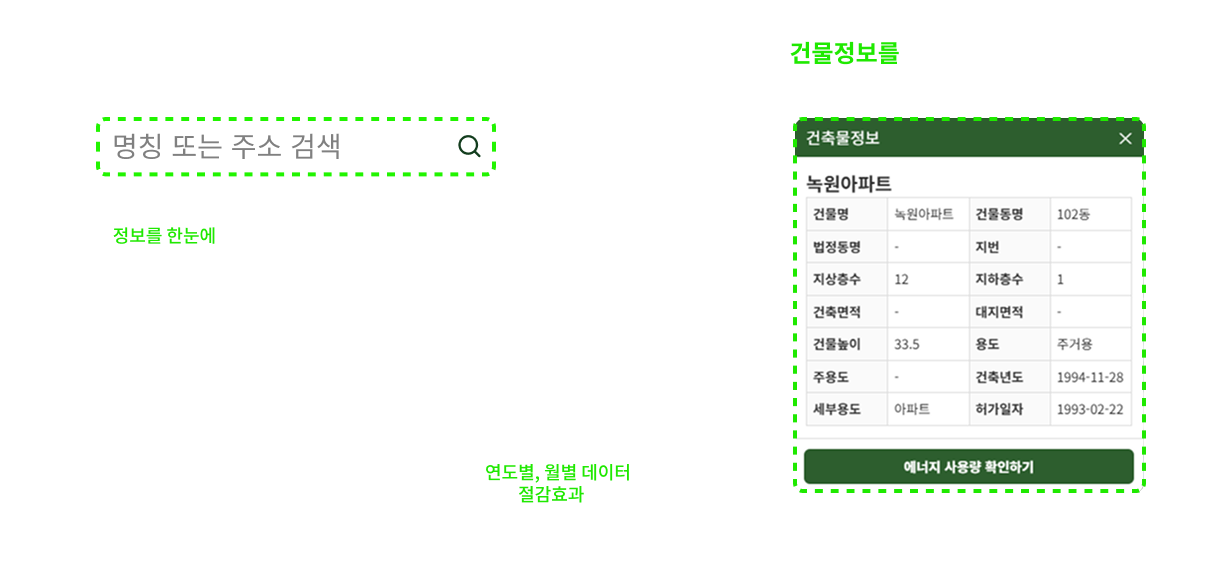 건물정보를
명칭 또는 주소 검색
정보를 한눈에
연도별, 월별 데이터
절감효과
건축물정보
녹원아파트
건물명 녹원아파트 건물동명 102동
법정동명 - 지번 -
지상층수 12 지하층수 1
건축면적 - 대지면적 -
건물높이 33.5 용도 주거용
주용도 - 건축년도 1994-11-28
세부용도 아파트 허가일자 1993-02-22
에너지 사용량 확인하기